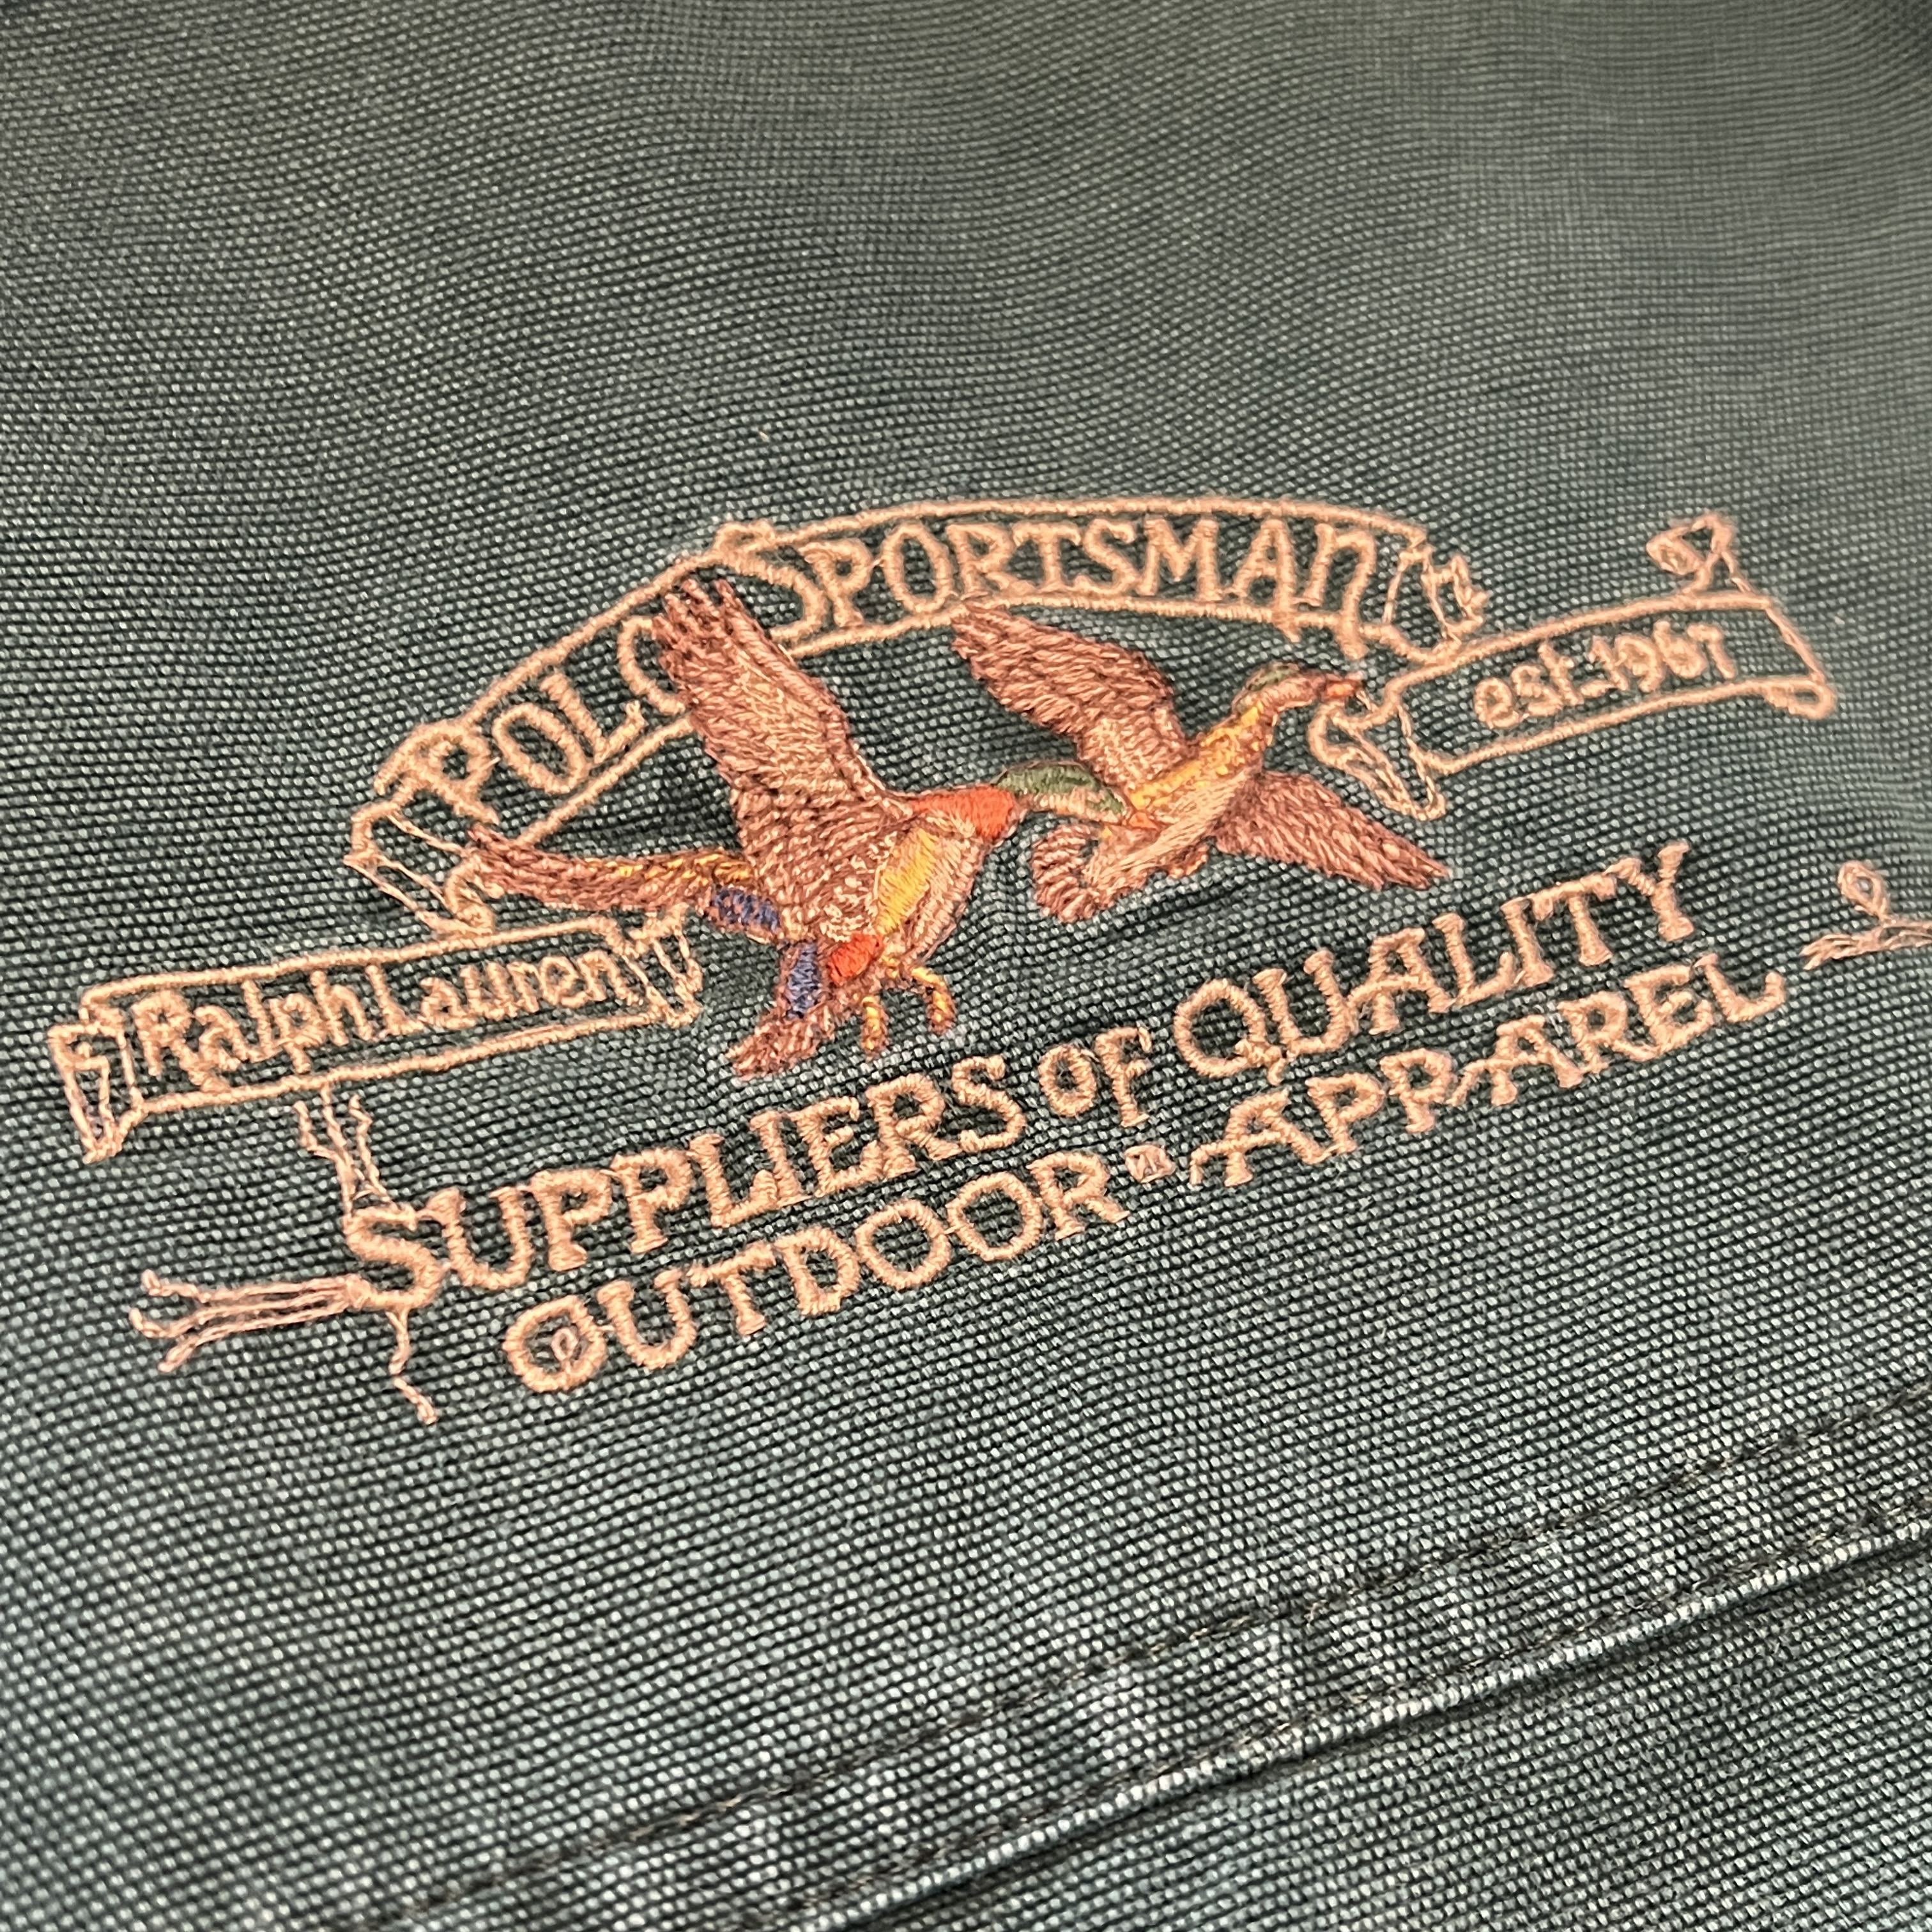 POLO SPORTSMAN
est. 1967
Ralph Lauren
SUPPLIERS OF QUALITY
OUTDOOR • APPAREL